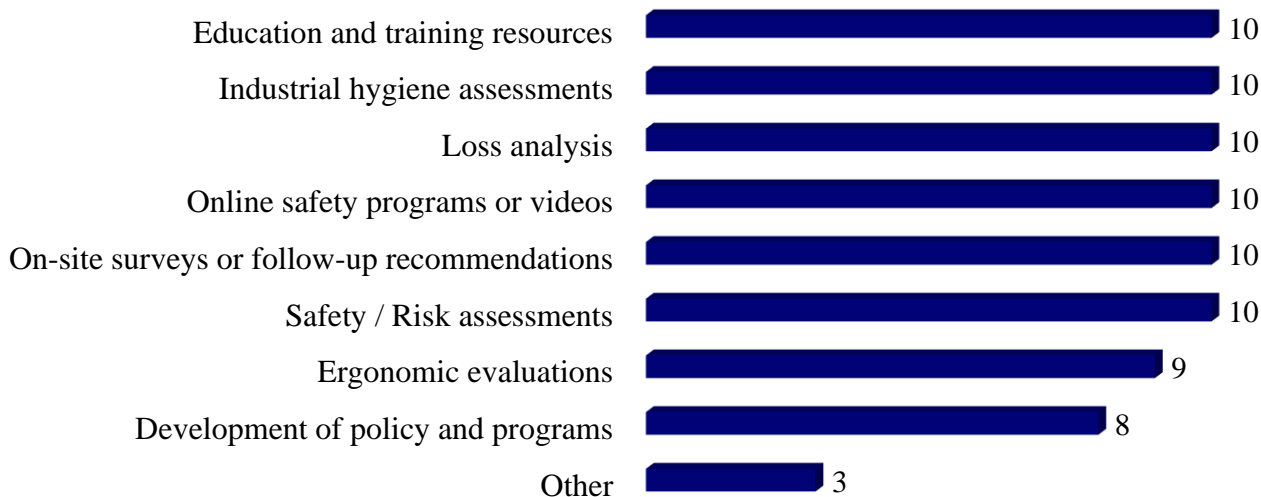 Education and training resources 10
Industrial hygiene assessments 10
Loss analysis 10
Online safety programs or videos 10
On-site surveys or follow-up recommendations 10
Safety / Risk assessments 10
Ergonomic evaluations 9
Development of policy and programs 8
Other 3